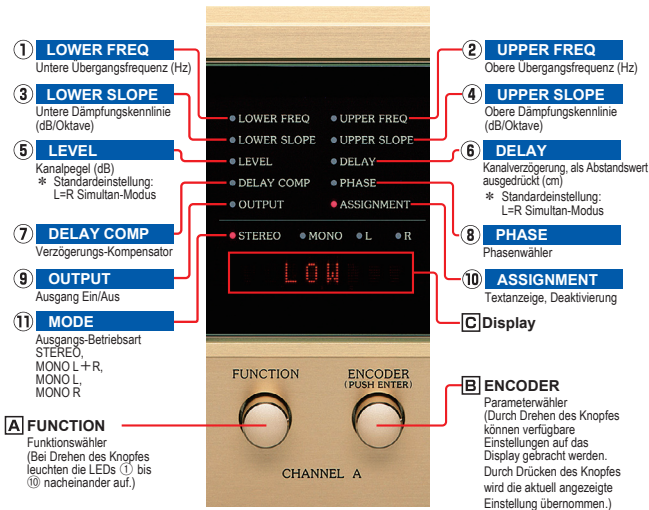 ① LOWER FREQ
Untere Übergangsfrequenz (Hz)
③ LOWER SLOPE
Untere Dämpfungskennlinie
(dB/Oktave)
⑤ LEVEL
Kanalpegel (dB)
* Standardeinstellung:
L=R Simultan-Modus
⑦ DELAY COMP
Verzögerungs-Kompensator
⑨ OUTPUT
Ausgang Ein/Aus
⑪ MODE
Ausgangs-Betriebsart
STEREO,
MONO L+R,
MONO L,
MONO R
A FUNCTION
Funktionswähler
(Bei Drehen des Knopfes
leuchten die LEDs ① bis
⑩ nacheinander auf.)
LOWER FREQ UPPER FREQ
LOWER SLOPE UPPER SLOPE
LEVEL DELAY
DELAY COMP PHASE
OUTPUT ASSIGNMENT
STEREO MONO L R
LOW
FUNCTION ENCODER
(PUSH ENTER)
CHANNEL A
② UPPER FREQ
Obere Übergangsfrequenz (Hz)
④ UPPER SLOPE
Obere Dämpfungskennlinie
(dB/Oktave)
⑥ DELAY
Kanalverzögerung, als Abstandswert
ausgedrückt (cm)
* Standardeinstellung:
L=R Simultan-Modus
⑧ PHASE
Phasenwähler
⑩ ASSIGNMENT
Textanzeige, Deaktivierung
C Display
B ENCODER
Parameterwähler
(Durch Drehen des Knopfes
können verfügbare
Einstellungen auf das
Display gebracht werden.
Durch Drücken des Knopfes
wird die aktuell angezeigte
Einstellung übernommen.)